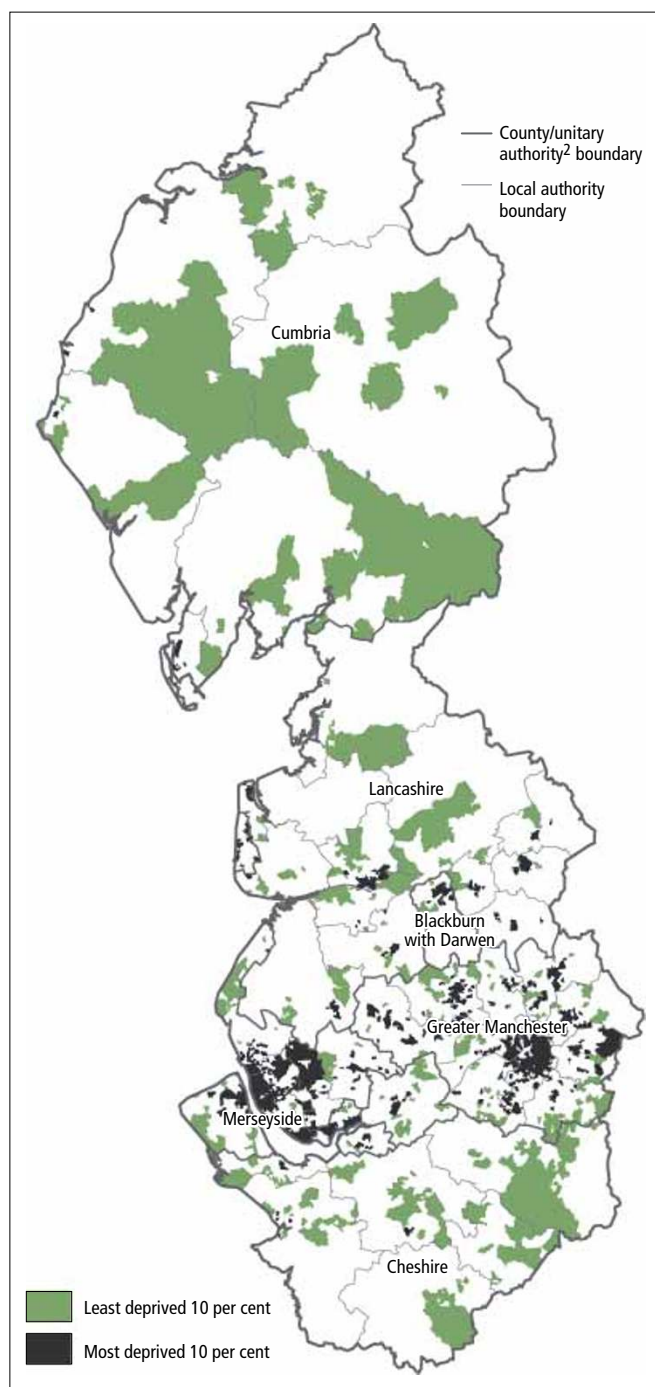 County/unitary
authority2 boundary
Local authority
boundary
Cumbria
Lancashire
Blackburn
with Darwen
Greater Manchester
Merseyside
Cheshire
Least deprived 10 per cent
Most deprived 10 per cent